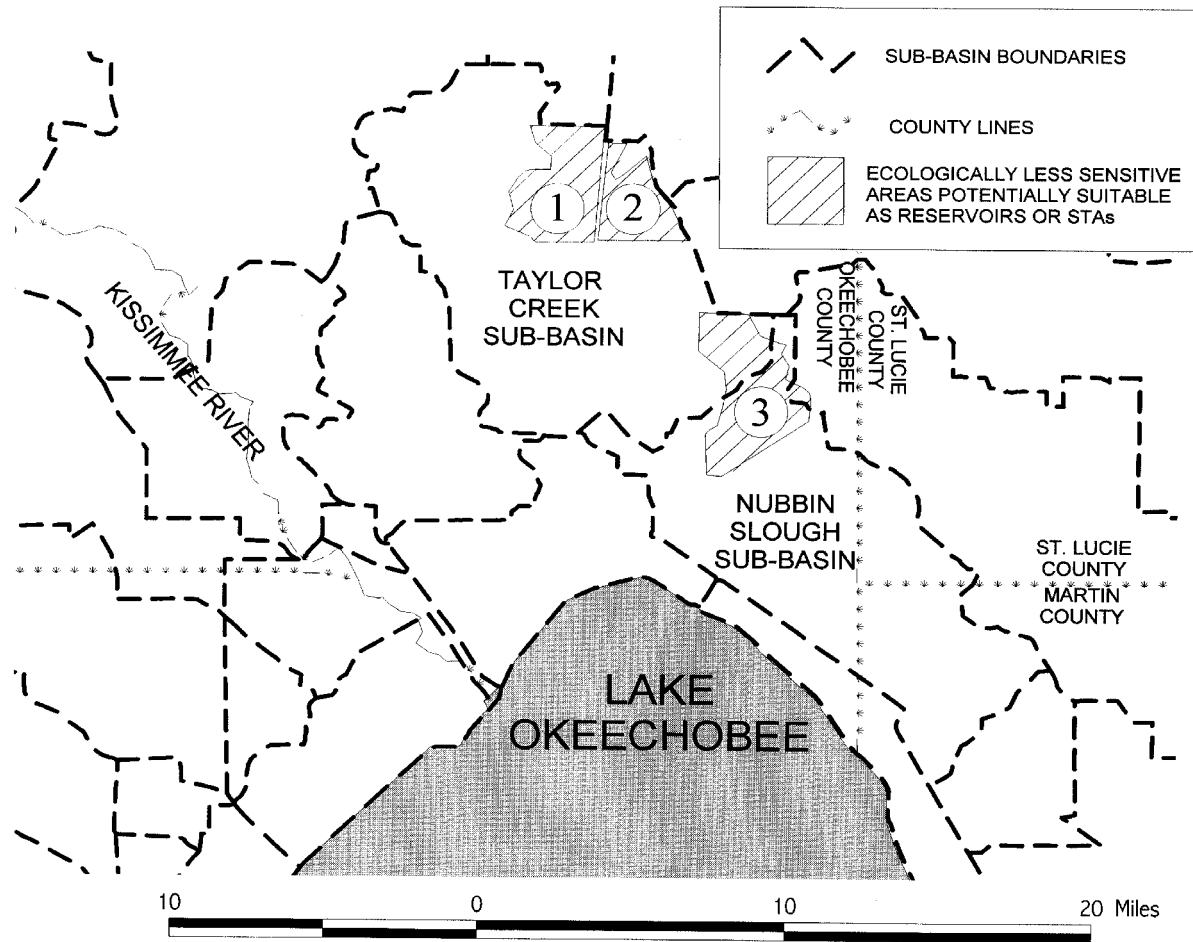 SUB-BASIN BOUNDARIES
COUNTY LINES
ECOLOGICALLY LESS SENSITIVE
AREAS POTENTIALLY SUITABLE
AS RESERVOIRS OR STAs
1
2
TAYLOR
CREEK
SUB-BASIN
KISSIMMEE RIVER
OKEECHOBEE
COUNTY
ST. LUCIE
COUNTY
3
NUBBIN
SLOUGH
SUB-BASIN
ST. LUCIE
COUNTY
MARTIN
COUNTY
LAKE
OKEECHOBEE
10 0 10 20 Miles